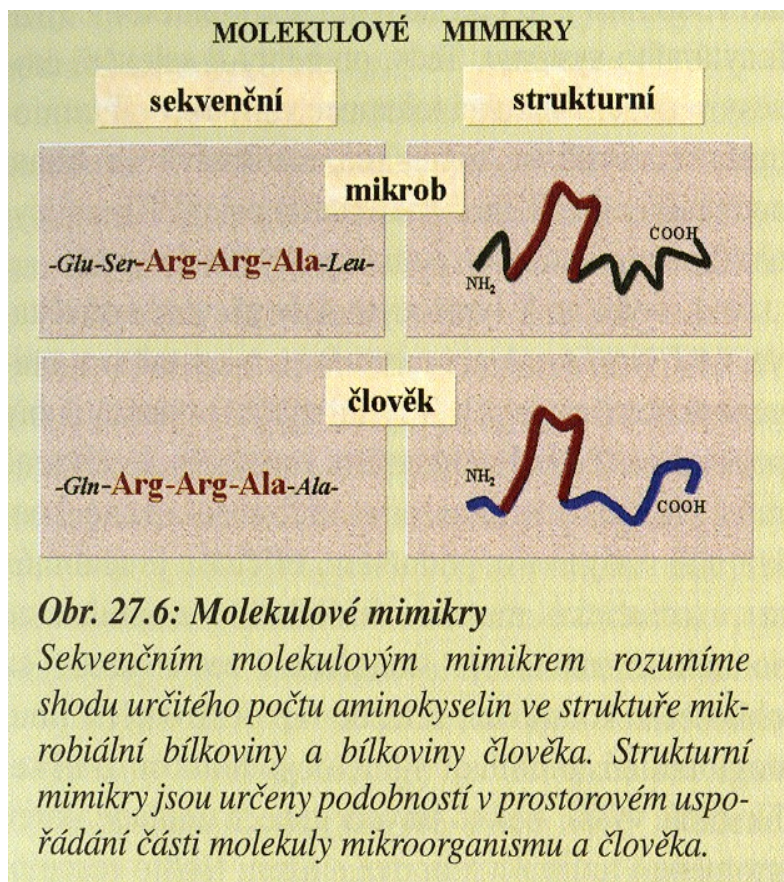 MOLEKULOVÉ MIMIKRY
sekvenční
strukturní
mikrob
-Glu-Ser-Arg-Arg-Ala-Leu-
NH₂
COOH
člověk
-Gln-Arg-Arg-Ala-Ala-
NH₂
COOH
Obr. 27.6: Molekulové mimikry
Sekvenčním molekulovým mimikrem rozumíme
shodu určitého počtu aminokyselin ve struktuře mik-
robiální bílkoviny a bílkoviny člověka. Strukturní
mimikry jsou určeny podobností v prostorovém uspo-
řádání části molekuly mikroorganismu a člověka.